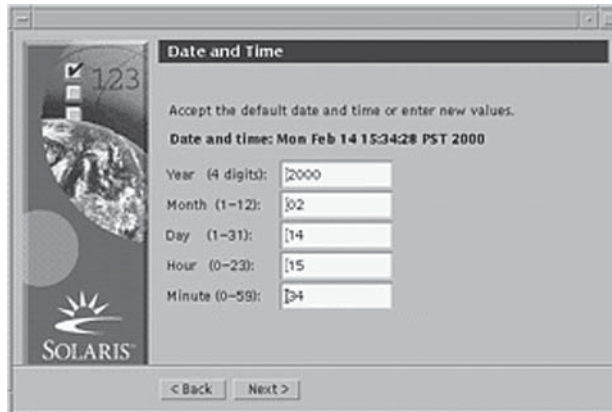 Date and Time
123
Accept the default date and time or enter new values.
Date and time: Mon Feb 14 15:34:28 PST 2000
Year (4 digits): 2000
Month (1-12): 02
Day (1-31): 14
Hour (0-23): 15
Minute (0-59): 34
SOLARIS™
< Back Next >